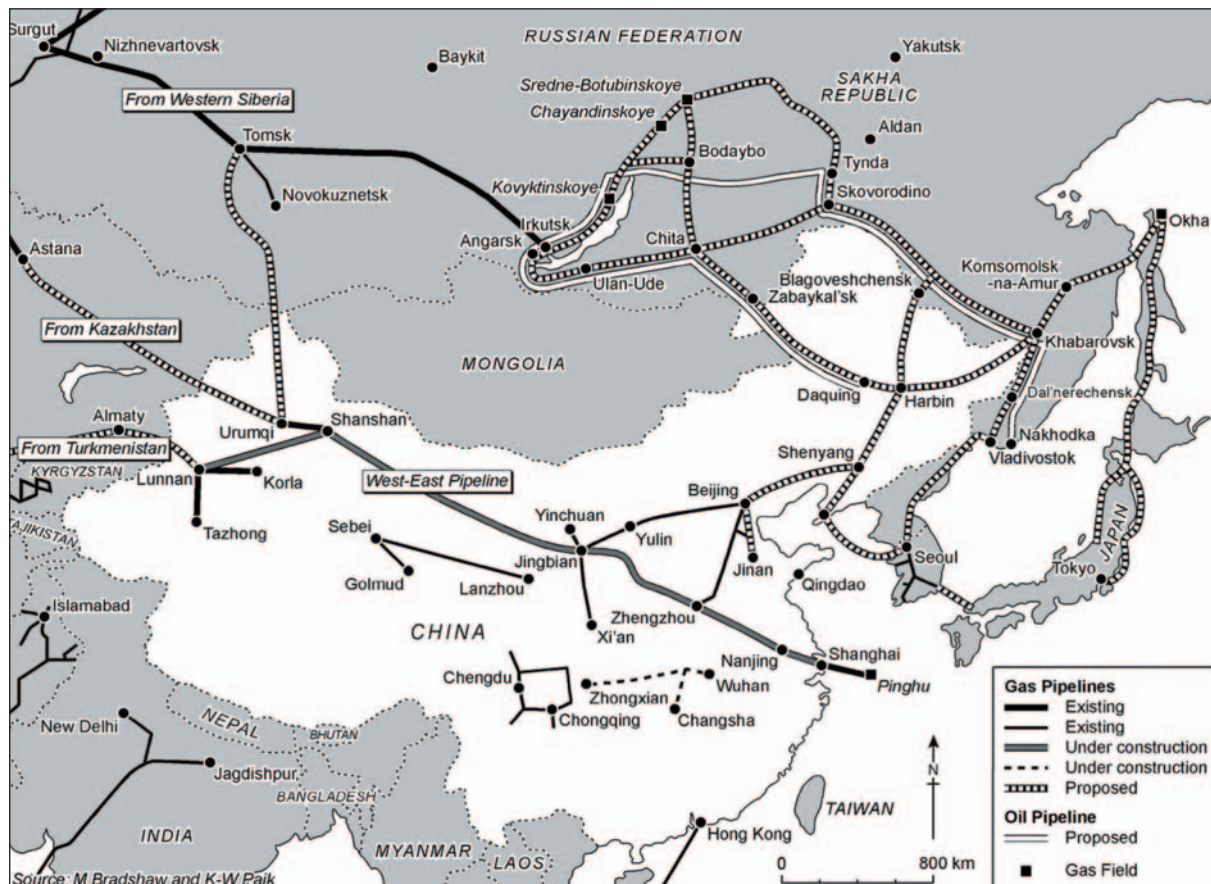 RUSSIAN FEDERATION
Surgut
Nizhnevartovsk
Baykit
Yakutsk
Sredne-Botubinskoye
SAKHA
REPUBLIC
From Western Siberia
Chayandinskoye
Aldan
Tomsk
Bodaybo
Tynda
Novokuznetsk
Kovyktinskoye
Skovorodino
Okha
Irkutsk
Angarsk
Chita
Astana
Ulan-Ude
Blagoveshchensk
Zabaykal'sk
Komsomolsk
-na-Amur
From Kazakhstan
Khabarovsk
MONGOLIA
Daquing
Harbin
Dal'nerechensk
Almaty
Urumqi
Shanshan
Nakhodka
Vladivostok
From Turkmenistan
KYRGYZSTAN
Lunnan
Korla
West-East Pipeline
Shenyang
Beijing
Tazhong
Sebei
Yinchuan
Yulin
TAJIKISTAN
Jingbian
Seoul
JAPAN
Golmud
Lanzhou
Jinan
Qingdao
Tokyo
Islamabad
Zhengzhou
CHINA
Xi'an
Nanjing
Shanghai
Pinghu
Chengdu
Zhongxian
Wuhan
Chongqing
Changsha
New Delhi
NEPAL
BHUTAN
Jagdishpur
BANGLADESH
TAIWAN
INDIA
MYANMAR
LAOS
Hong Kong
N
0 800 km
Gas Pipelines
Existing
Existing
Under construction
Under construction
Proposed
Oil Pipeline
Proposed
Gas Field
Source: M Bradshaw and K-W Paik